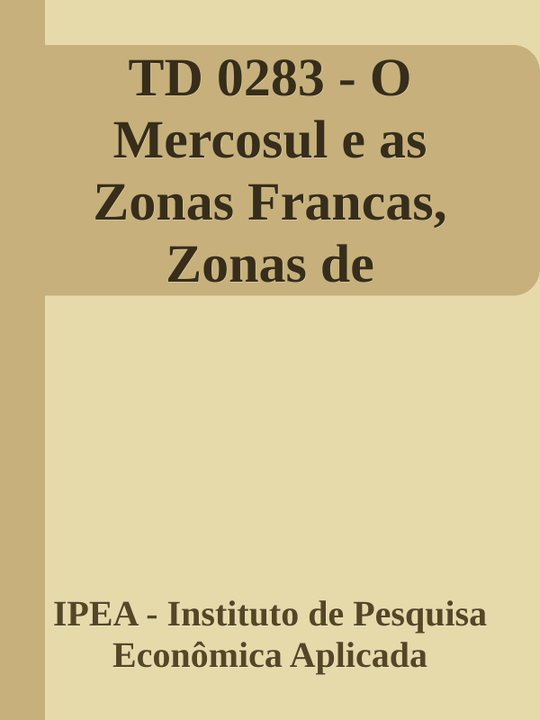 TD 0283 - O
Mercosul e as
Zonas Francas,
Zonas de
IPEA - Instituto de Pesquisa
Econômica Aplicada